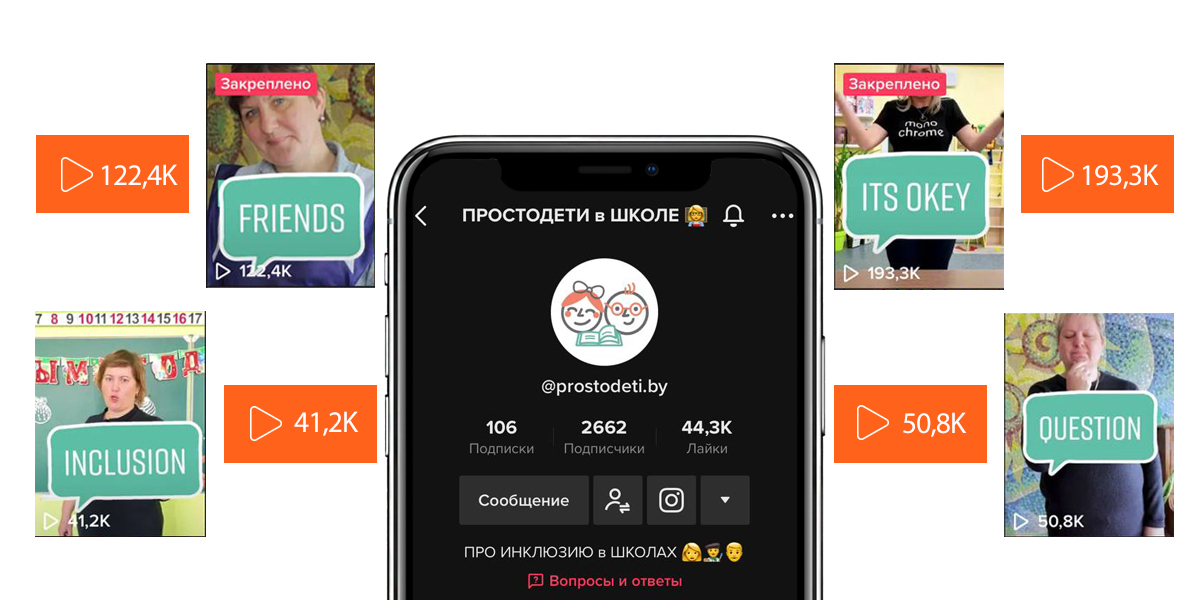 Закреплено
FRIENDS
122,4K
122,4K
7 8 9 10 11 12 13 14 15 16 17
INCLUSION
41,2K
41,2K
ПРОСТОДЕТИ в ШКОЛЕ
@prostodeti.by
106 2662 44,3K
Подписки Подписчики Лайки
Сообщение
ПРО ИНКЛЮЗИЮ в ШКОЛАХ
Вопросы и ответы
Закреплено
mono
chrome
ITS OKEY
193,3K
193,3K
QUESTION
50,8K
50,8K